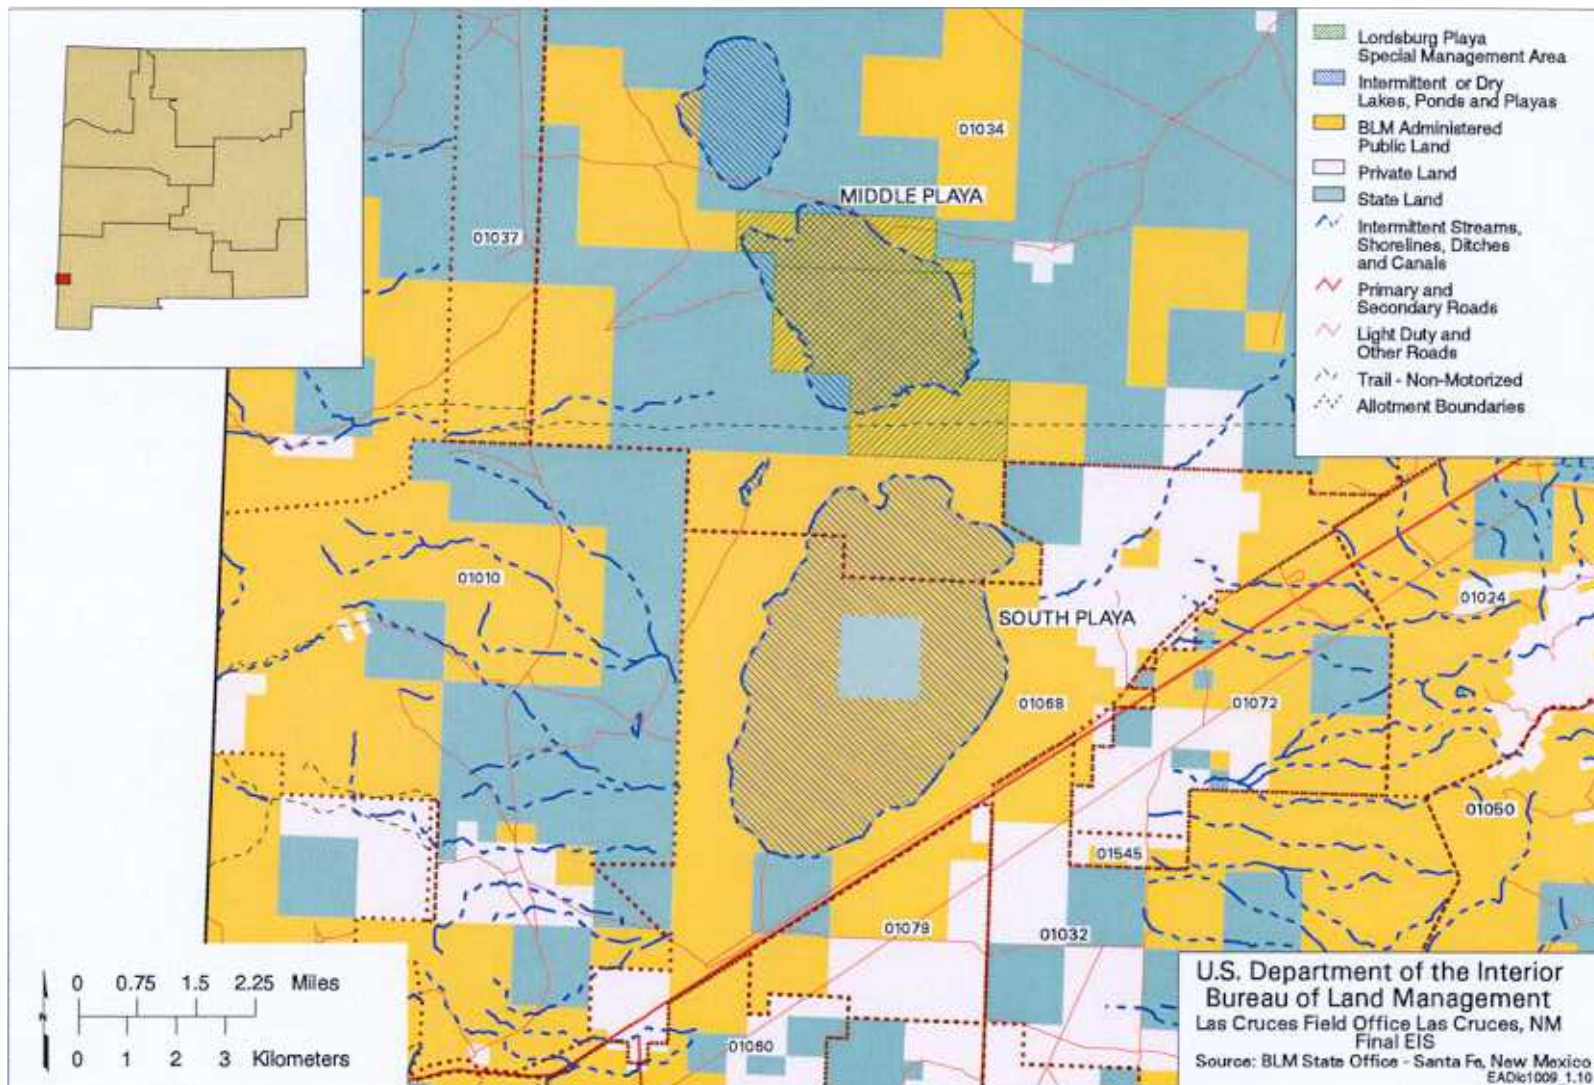 Lordsburg Playa
Special Management Area
Intermittent or Dry
Lakes, Ponds and Playas
BLM Administered
Public Land
Private Land
State Land
Intermittent Streams,
Shorelines, Ditches
and Canals
Primary and
Secondary Roads
Light Duty and
Other Roads
Trail - Non-Motorized
Allotment Boundaries
01034
MIDDLE PLAYA
01037
01010
01024
SOUTH PLAYA
01068
01072
01050
01545
01079
01032
01060
0 0.75 1.5 2.25 Miles
N
0 1 2 3 Kilometers
U.S. Department of the Interior
Bureau of Land Management
Las Cruces Field Office Las Cruces, NM
Final EIS
Source: BLM State Office - Santa Fe, New Mexico